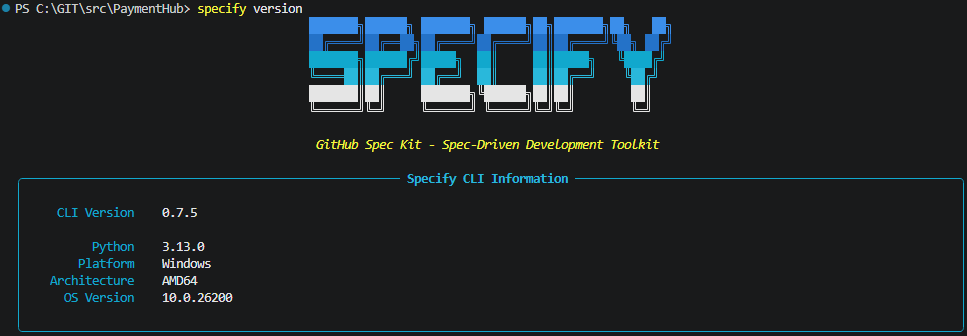 PS C:\GIT\src\PaymentHub> specify version
SPECIFY
GitHub Spec Kit - Spec-Driven Development Toolkit
Specify CLI Information
CLI Version 0.7.5
Python 3.13.0
Platform Windows
Architecture AMD64
OS Version 10.0.26200